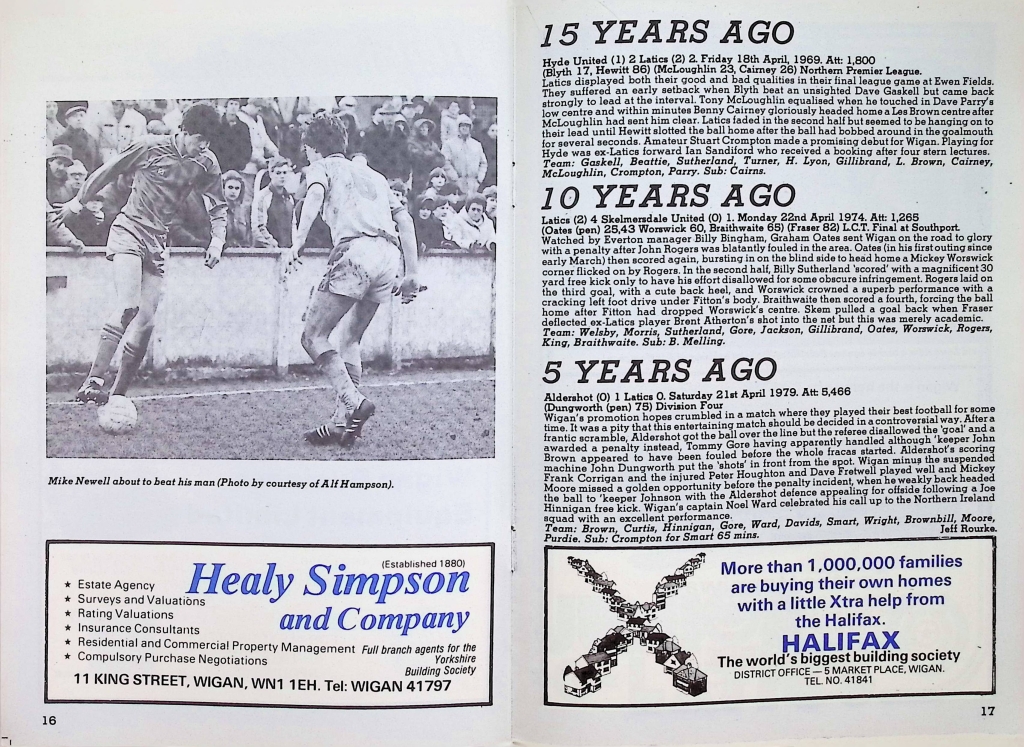 Mike Newell about to beat his man (Photo by courtesy of Alf Hampson).
(Established 1880)
Healy Simpson
and Company
★ Estate Agency
★ Surveys and Valuations
★ Rating Valuations
★ Insurance Consultants
★ Residential and Commercial Property Management
★ Compulsory Purchase Negotiations
Full branch agents for the
Yorkshire
Building Society
11 KING STREET, WIGAN, WN1 1EH. Tel: WIGAN 41797
16
15 YEARS AGO
Hyde United (1) 2 Latics (2) 2. Friday 18th April, 1969. Att: 1,800
(Blyth 17, Hewitt 86) (McLoughlin 23, Cairney 26) Northern Premier League.
Latics displayed both their good and bad qualities in their final league game at Ewen Fields.
They suffered an early setback when Blyth beat an unsighted Dave Gaskell but came back
strongly to lead at the interval. Tony McLoughlin equalised when he touched in Dave Parry's
low centre and within minutes Benny Cairney gloriously headed home a Les Brown centre after
McLoughlin had sent him clear. Latics faded in the second half but seemed to be hanging on to
their lead until Hewitt slotted the ball home after the ball had bobbed around in the goalmouth
for several seconds. Amateur Stuart Crompton made a promising debut for Wigan. Playing for
Hyde was ex-Latics forward Ian Sandiford who received a booking after four stern lectures.
Team: Gaskell, Beattie, Sutherland, Turner, H. Lyon, Gillibrand, L. Brown, Cairney,
McLoughlin, Crompton, Parry. Sub: Cairns.
10 YEARS AGO
Latics (2) 4 Skelmersdale United (0) 1. Monday 22nd April 1974. Att: 1,265
(Oates (pen) 25,43 Worswick 60, Braithwaite 65) (Fraser 82) L.C.T. Final at Southport
Watched by Everton manager Billy Bingham, Graham Oates sent Wigan on the road to glory
with a penalty after John Rogers was blatantly fouled in the area. Oates (in his first outing since
early March) then scored again, bursting in on the blind side to head home a Mickey Worswick
corner flicked on by Rogers. In the second half, Billy Sutherland 'scored' with a magnificent 30
yard free kick only to have his effort disallowed for some obscure infringement. Rogers laid on
the third goal, with a cute back heel, and Worswick crowned a superb performance with a
cracking left foot drive under Fitton's body. Braithwaite then scored a fourth, forcing the ball
home after Fitton had dropped Worswick's centre. Skem pulled a goal back when Fraser
deflected ex-Latics player Brent Atherton's shot into the net but this was merely academic.
Team: Welsby, Morris, Sutherland, Gore, Jackson, Gillibrand, Oates, Worswick, Rogers,
King, Braithwaite. Sub: B. Melling.
5 YEARS AGO
Aldershot (0) 1 Latics 0. Saturday 21st April 1979. Att: 5,466
(Dungworth (pen) 75) Division Four
Wigan's promotion hopes crumbled in a match where they played their best football for some
time. It was a pity that this entertaining match should be decided in a controversial way. After a
frantic scramble, Aldershot got the ball over the line but the referee disallowed the 'goal' and
awarded a penalty instead, Tommy Gore having apparently handled although 'keeper John
Brown appeared to have been fouled before the whole fracas started. Aldershot's scoring
machine John Dungworth put the 'shots' in front from the spot. Wigan minus the suspended
Frank Corrigan and the injured Peter Houghton and Dave Fretwell played well and Mickey
Moore missed a golden opportunity before the penalty incident, when he weakly back headed
the ball to 'keeper Johnson with the Aldershot defence appealing for offside following a Joe
Hinnigan free kick. Wigan's captain Noel Ward celebrated his call up to the Northern Ireland
squad with an excellent performance.
Team: Brown, Curtis, Hinnigan, Gore, Ward, Davids, Smart, Wright, Brownbill, Moore,
Purdie. Sub: Crompton for Smart 65 mins.
Jeff Rourke.
More than 1,000,000 families
are buying their own homes
with a little Xtra help from
the Halifax.
HALIFAX
The world's biggest building society
DISTRICT OFFICE — 5 MARKET PLACE, WIGAN.
TEL. NO. 41841
17